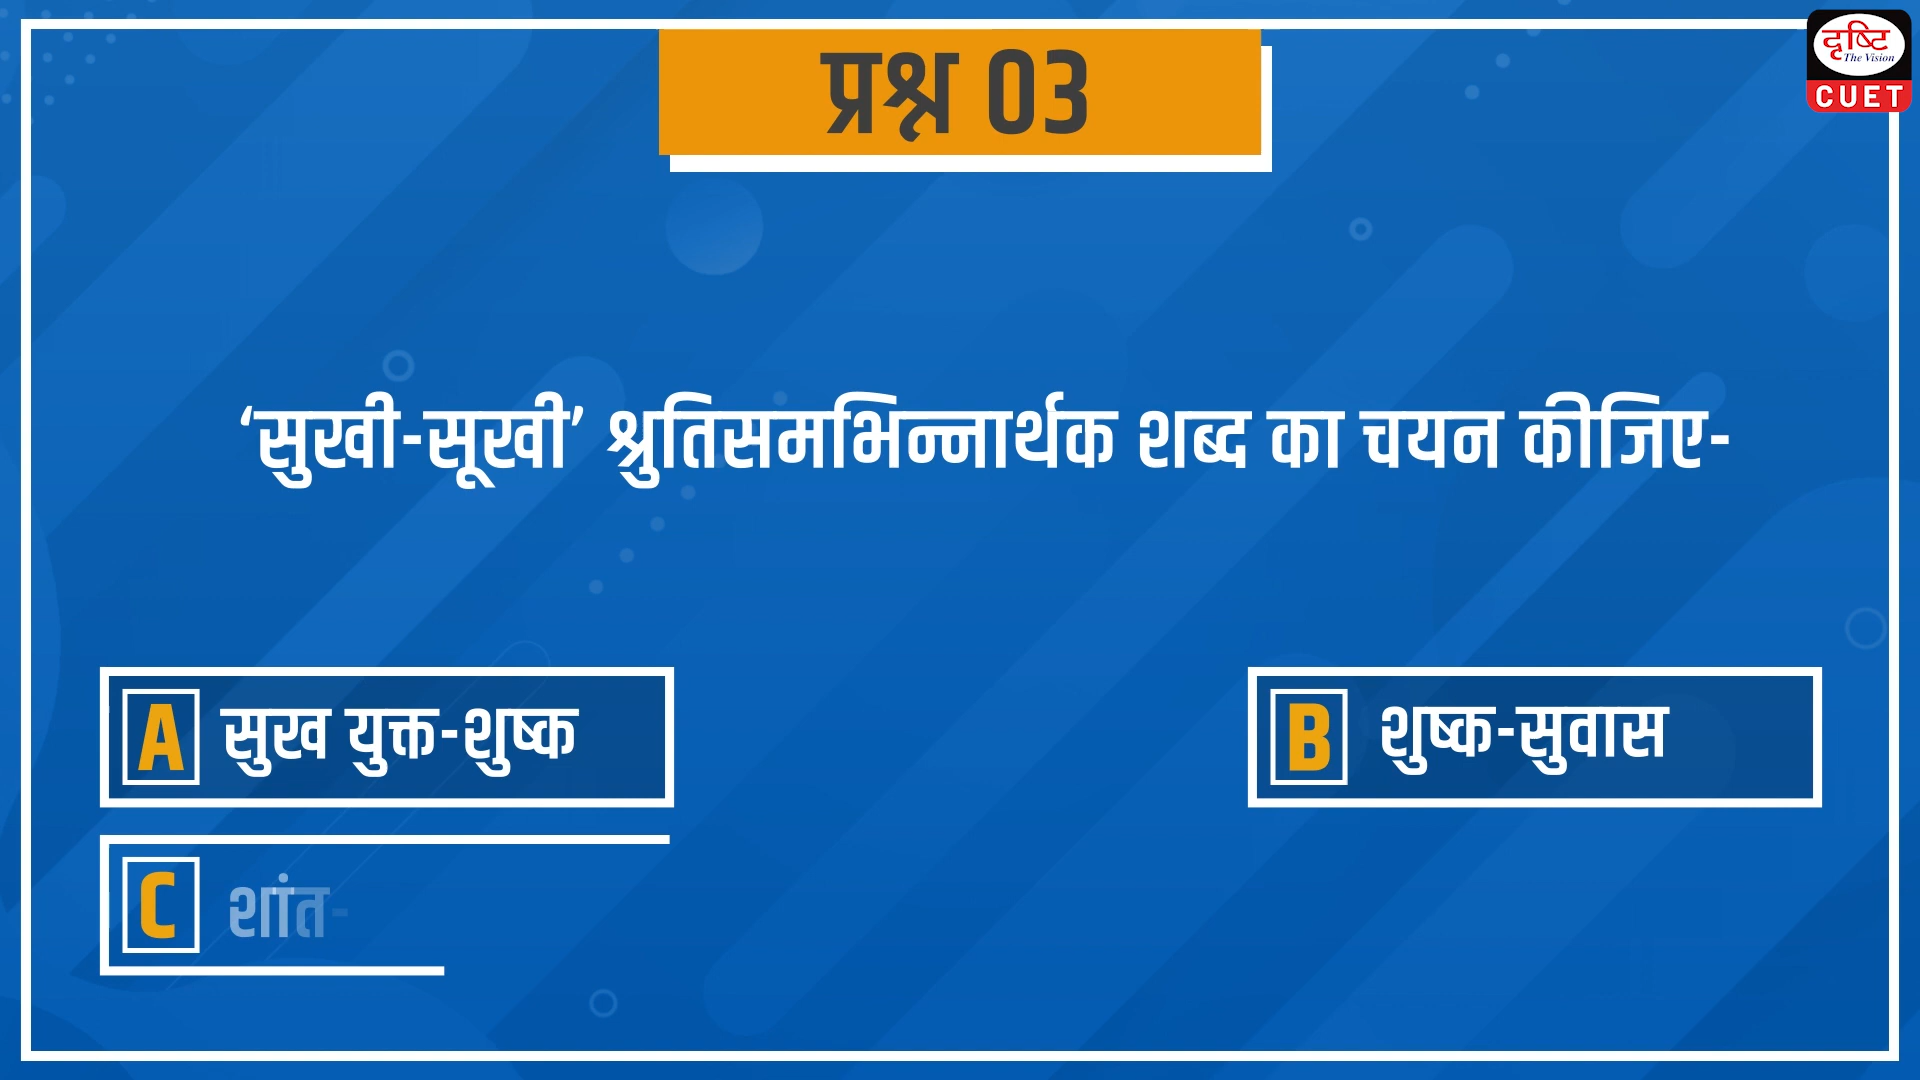 प्रश्न 03
दृष्टि
The Vision
CUET
‘सुखी-सूखी’ श्रुतिसमभिन्नार्थक शब्द का चयन कीजिए-
A सुख युक्त-शुष्क
B शुष्क-सुवास
C शांत-